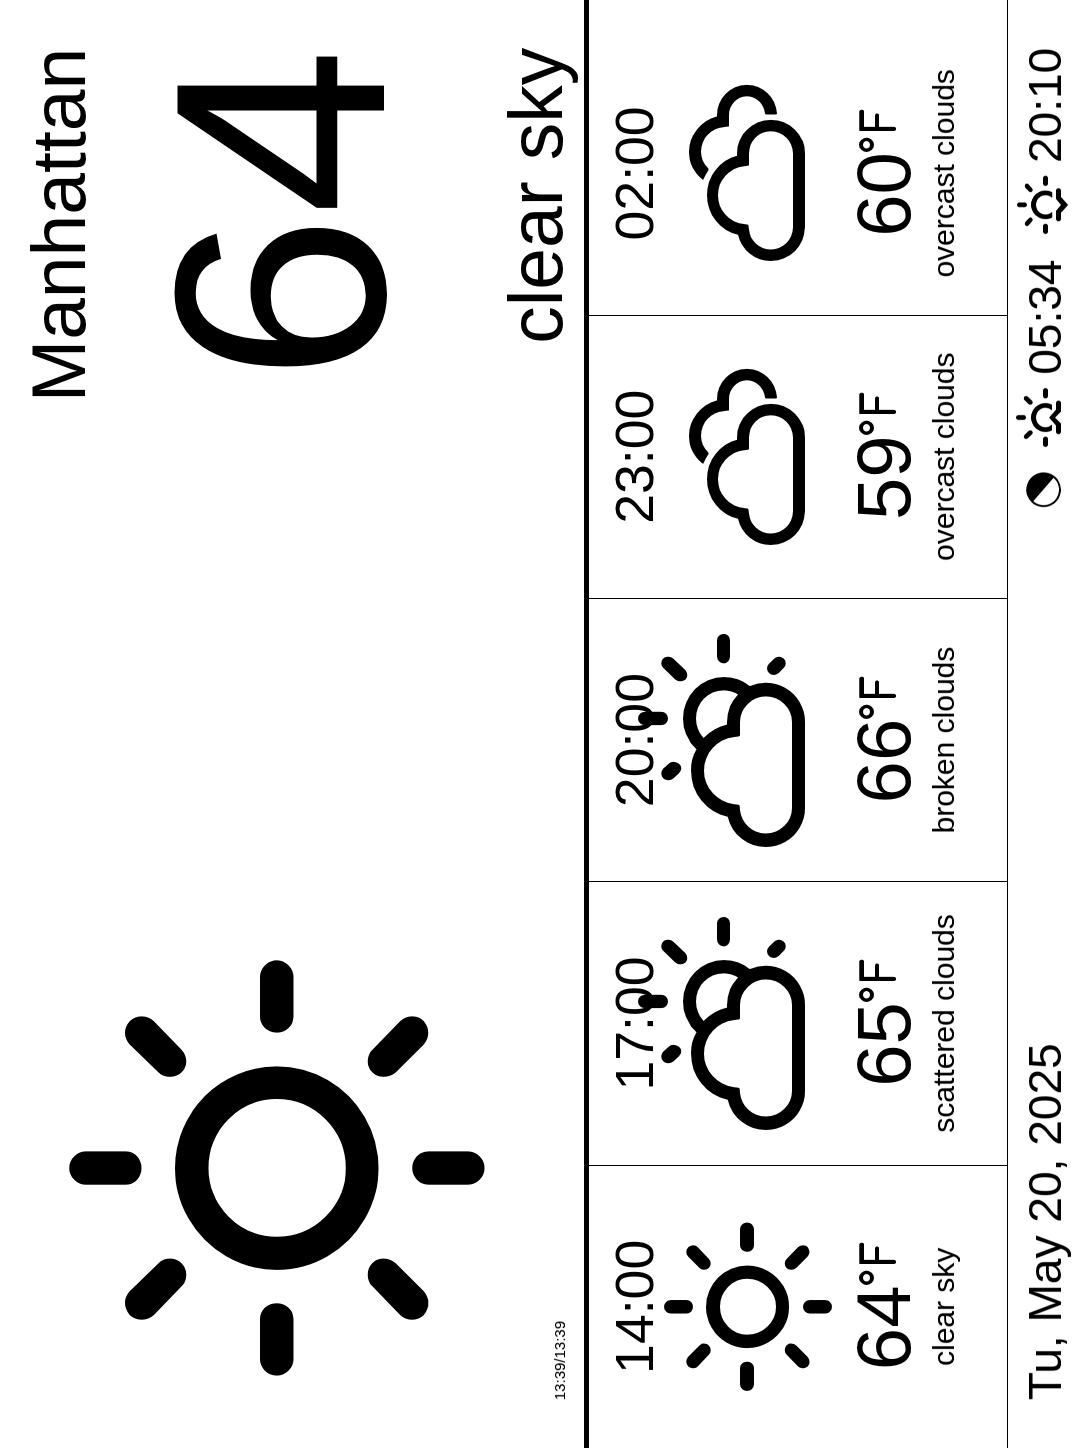 Manhattan
64
clear sky
13:39/13:39
14:00
64°F
clear sky
17:00
65°F
scattered clouds
20:00
66°F
broken clouds
23:00
59°F
overcast clouds
02:00
60°F
overcast clouds
Tu, May 20, 2025
05:34
20:10